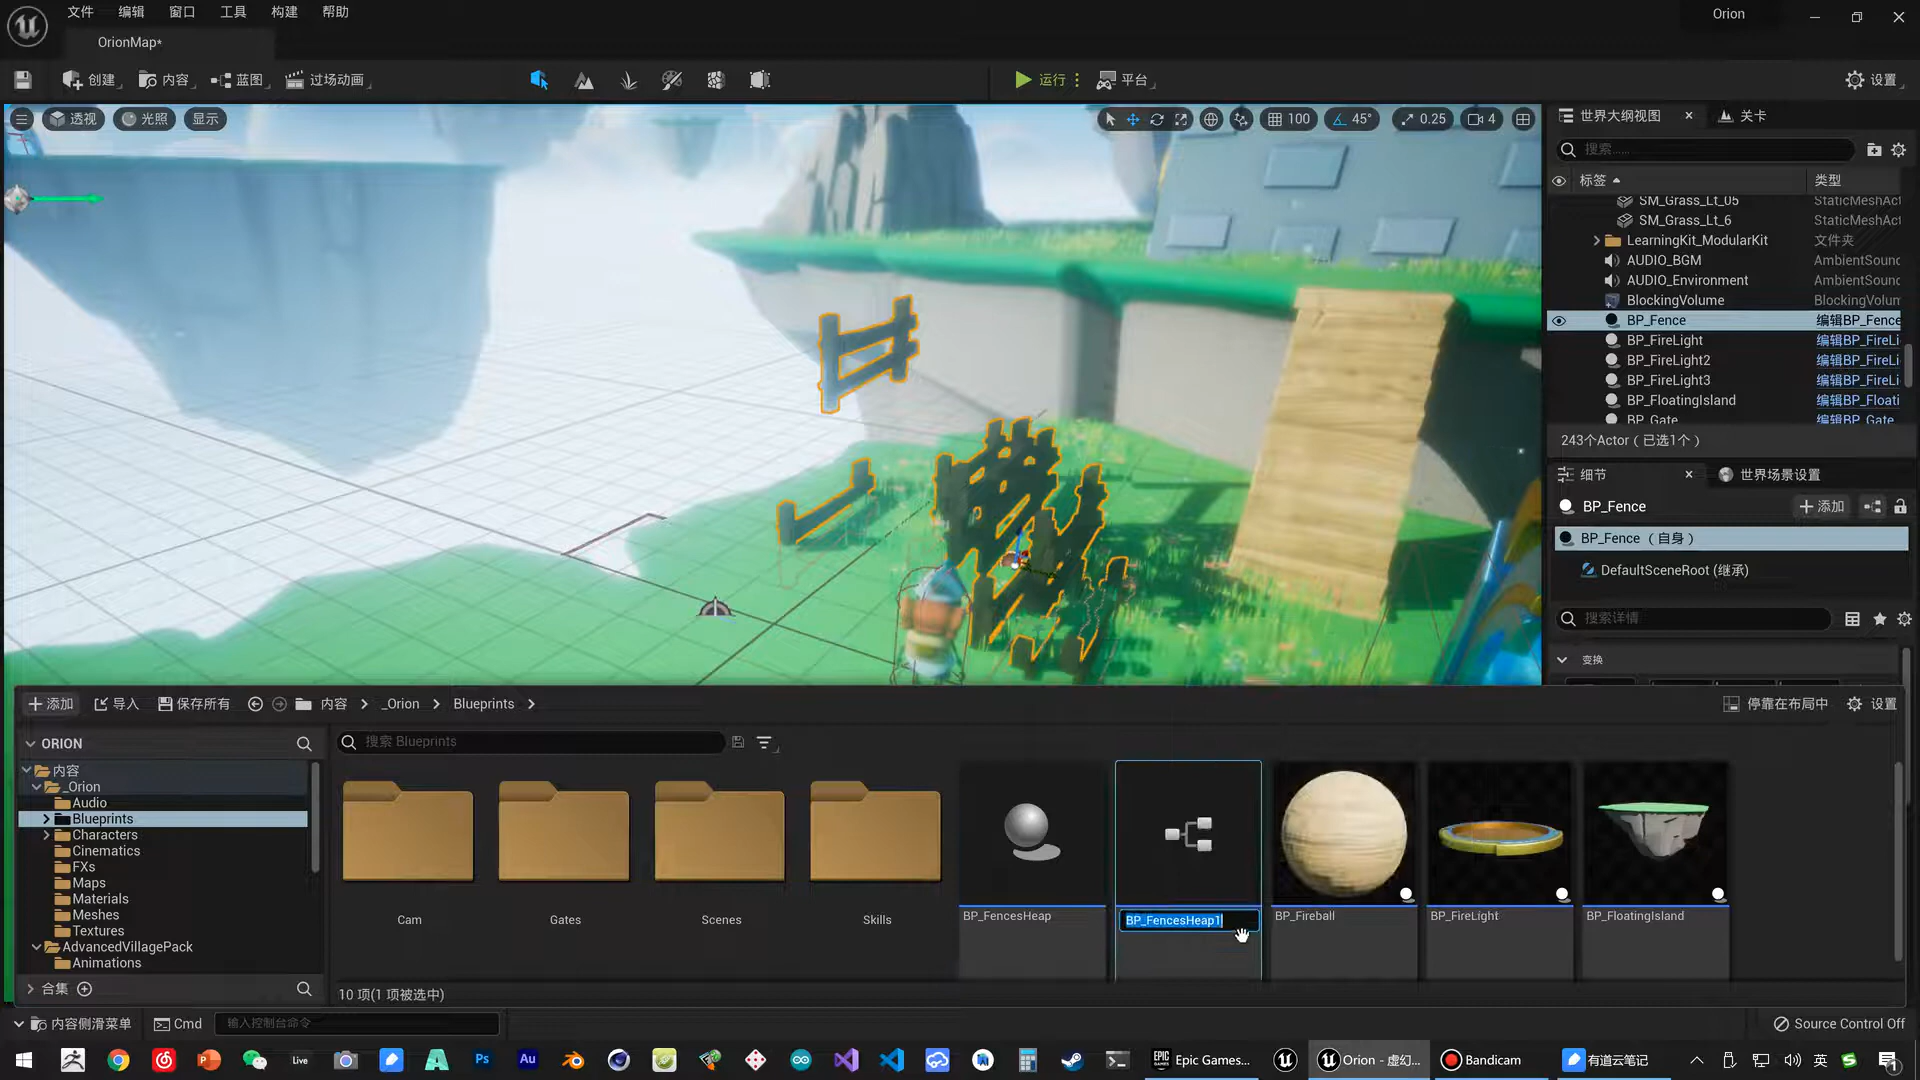 文件 编辑 窗口 工具 构建 帮助
Orion
OrionMap*
创建 内容 蓝图 过场动画 运行 平台 设置
透视 光照 显示 100 45° 0.25 4
世界大纲视图 关卡
搜索......
标签 类型
SM_Grass_Lt_05 StaticMeshAct
SM_Grass_Lt_6 StaticMeshAct
LearningKit_ModularKit 文件夹
AUDIO_BGM AmbientSound
AUDIO_Environment AmbientSound
BlockingVolume BlockingVolum
BP_Fence 编辑BP_Fence
BP_FireLight 编辑BP_FireLi
BP_FireLight2 编辑BP_FireLi
BP_FireLight3 编辑BP_FireLi
BP_FloatingIsland 编辑BP_Floati
BP_Gate 编辑BP_Gate
243个Actor（已选1个）
细节 世界场景设置
BP_Fence 添加
BP_Fence （自身）
DefaultSceneRoot (继承)
搜索详情
变换
添加 导入 保存所有 内容 _Orion Blueprints 停靠在布局中 设置
ORION
搜索 Blueprints
内容
_Orion
Audio
Blueprints
Characters
Cinematics
FXs
Maps
Materials
Meshes
Textures
AdvancedVillagePack
Animations
合集
Cam Gates Scenes Skills BP_FencesHeap BP_FencesHeap1 BP_Fireball BP_FireLight BP_FloatingIsland
10 项(1 项被选中)
内容侧滑菜单 Cmd 输入控制台命令 Source Control Off
Live Ps Au EPIC GAMES Epic Games... Orion - 虚幻... Bandicam 有道云笔记 英 1